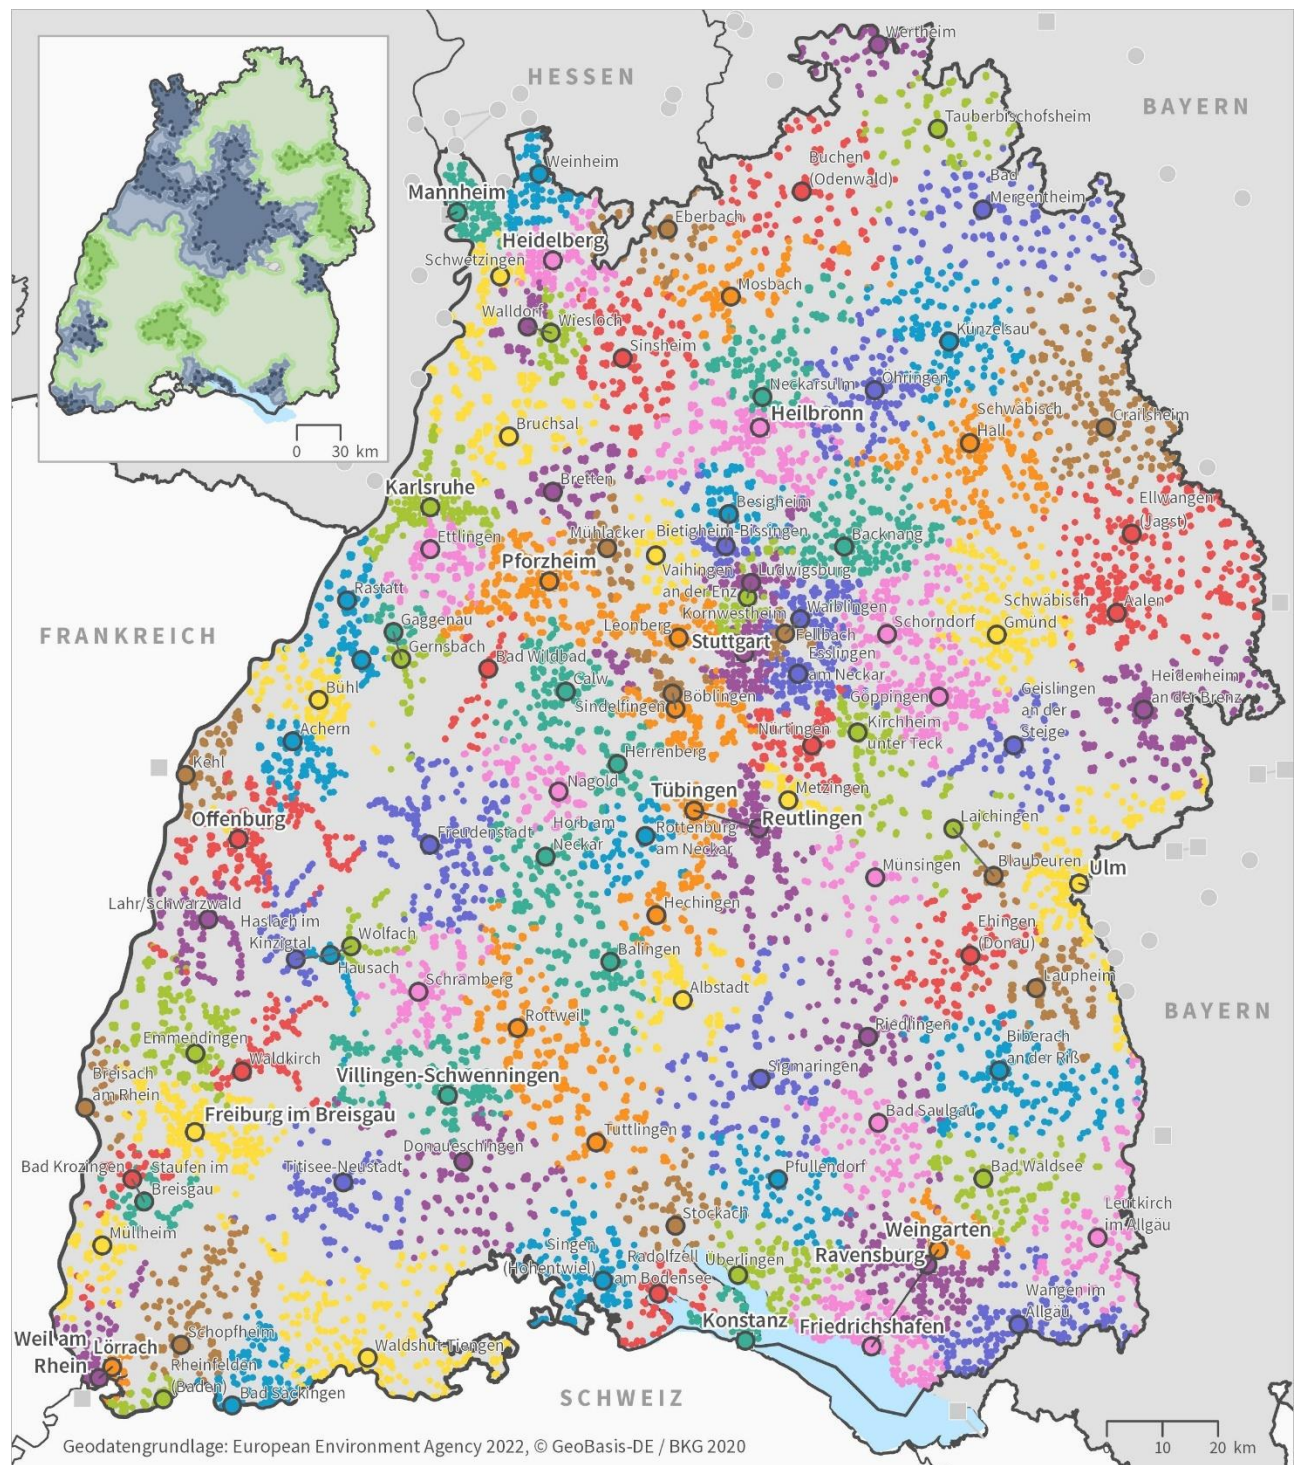 Wertheim
HESSEN
BAYERN
Tauberbischofsheim
Buchen
(Odenwald)
Weinheim
Bad
Mergentheim
Mannheim
Eberbach
Heidelberg
Schwetzingen
Mosbach
Walldorf
Wiesloch
Künzelsau
Sinsheim
Neckarsulm
Öhringen
Heilbronn
Schwäbisch
Hall
Crailsheim
Bruchsal
0 30 km
Karlsruhe
Bretten
Besigheim
Ellwangen
(Jagst)
Ettlingen
Mühlacker
Bietigheim-Bissingen
Backnang
Pforzheim
Vaihingen
an der Enz
Ludwigsburg
Rastatt
Kornwestheim
Waiblingen
Schwäbisch
Gmünd
Aalen
FRANKREICH
Gaggenau
Leonberg
Stuttgart
Fellbach
Schorndorf
Gernsbach
Bad Wildbad
Esslingen
am Neckar
Heidenheim
an der Brenz
Bühl
Calw
Böblingen
Sindelfingen
Göppingen
Geislingen
an der
Steige
Achern
Nürtingen
Kirchheim
unter Teck
Kehl
Herrenberg
Nagold
Tübingen
Metzingen
Offenburg
Reutlingen
Laichingen
Freudenstadt
Horb am
Neckar
Rottenburg
am Neckar
Münsingen
Blaubeuren
Ulm
Lahr/Schwarzwald
Haslach im
Kinzigtal
Hechingen
Ehingen
(Donau)
Wolfach
Hausach
Balingen
Laupheim
Schramberg
Albstadt
BAYERN
Rottweil
Riedlingen
Biberach
an der Riß
Emmendingen
Waldkirch
Sigmaringen
Breisach
am Rhein
Villingen-Schwenningen
Freiburg im Breisgau
Bad Saulgau
Tuttlingen
Donaueschingen
Bad Krozingen
Staufen im
Breisgau
Titisee-Neustadt
Pfullendorf
Bad Waldsee
Leutkirch
im Allgäu
Müllheim
Stockach
Weingarten
Singen
(Hohentwiel)
Radolfzell
am Bodensee
Überlingen
Ravensburg
Wangen im
Allgäu
Konstanz
Friedrichshafen
Weil am
Rhein
Lörrach
Schopfheim
Rheinfelden
(Baden)
Waldshut-Tiengen
Bad Säckingen
SCHWEIZ
Geodatengrundlage: European Environment Agency 2022, © GeoBasis-DE / BKG 2020
10 20 km